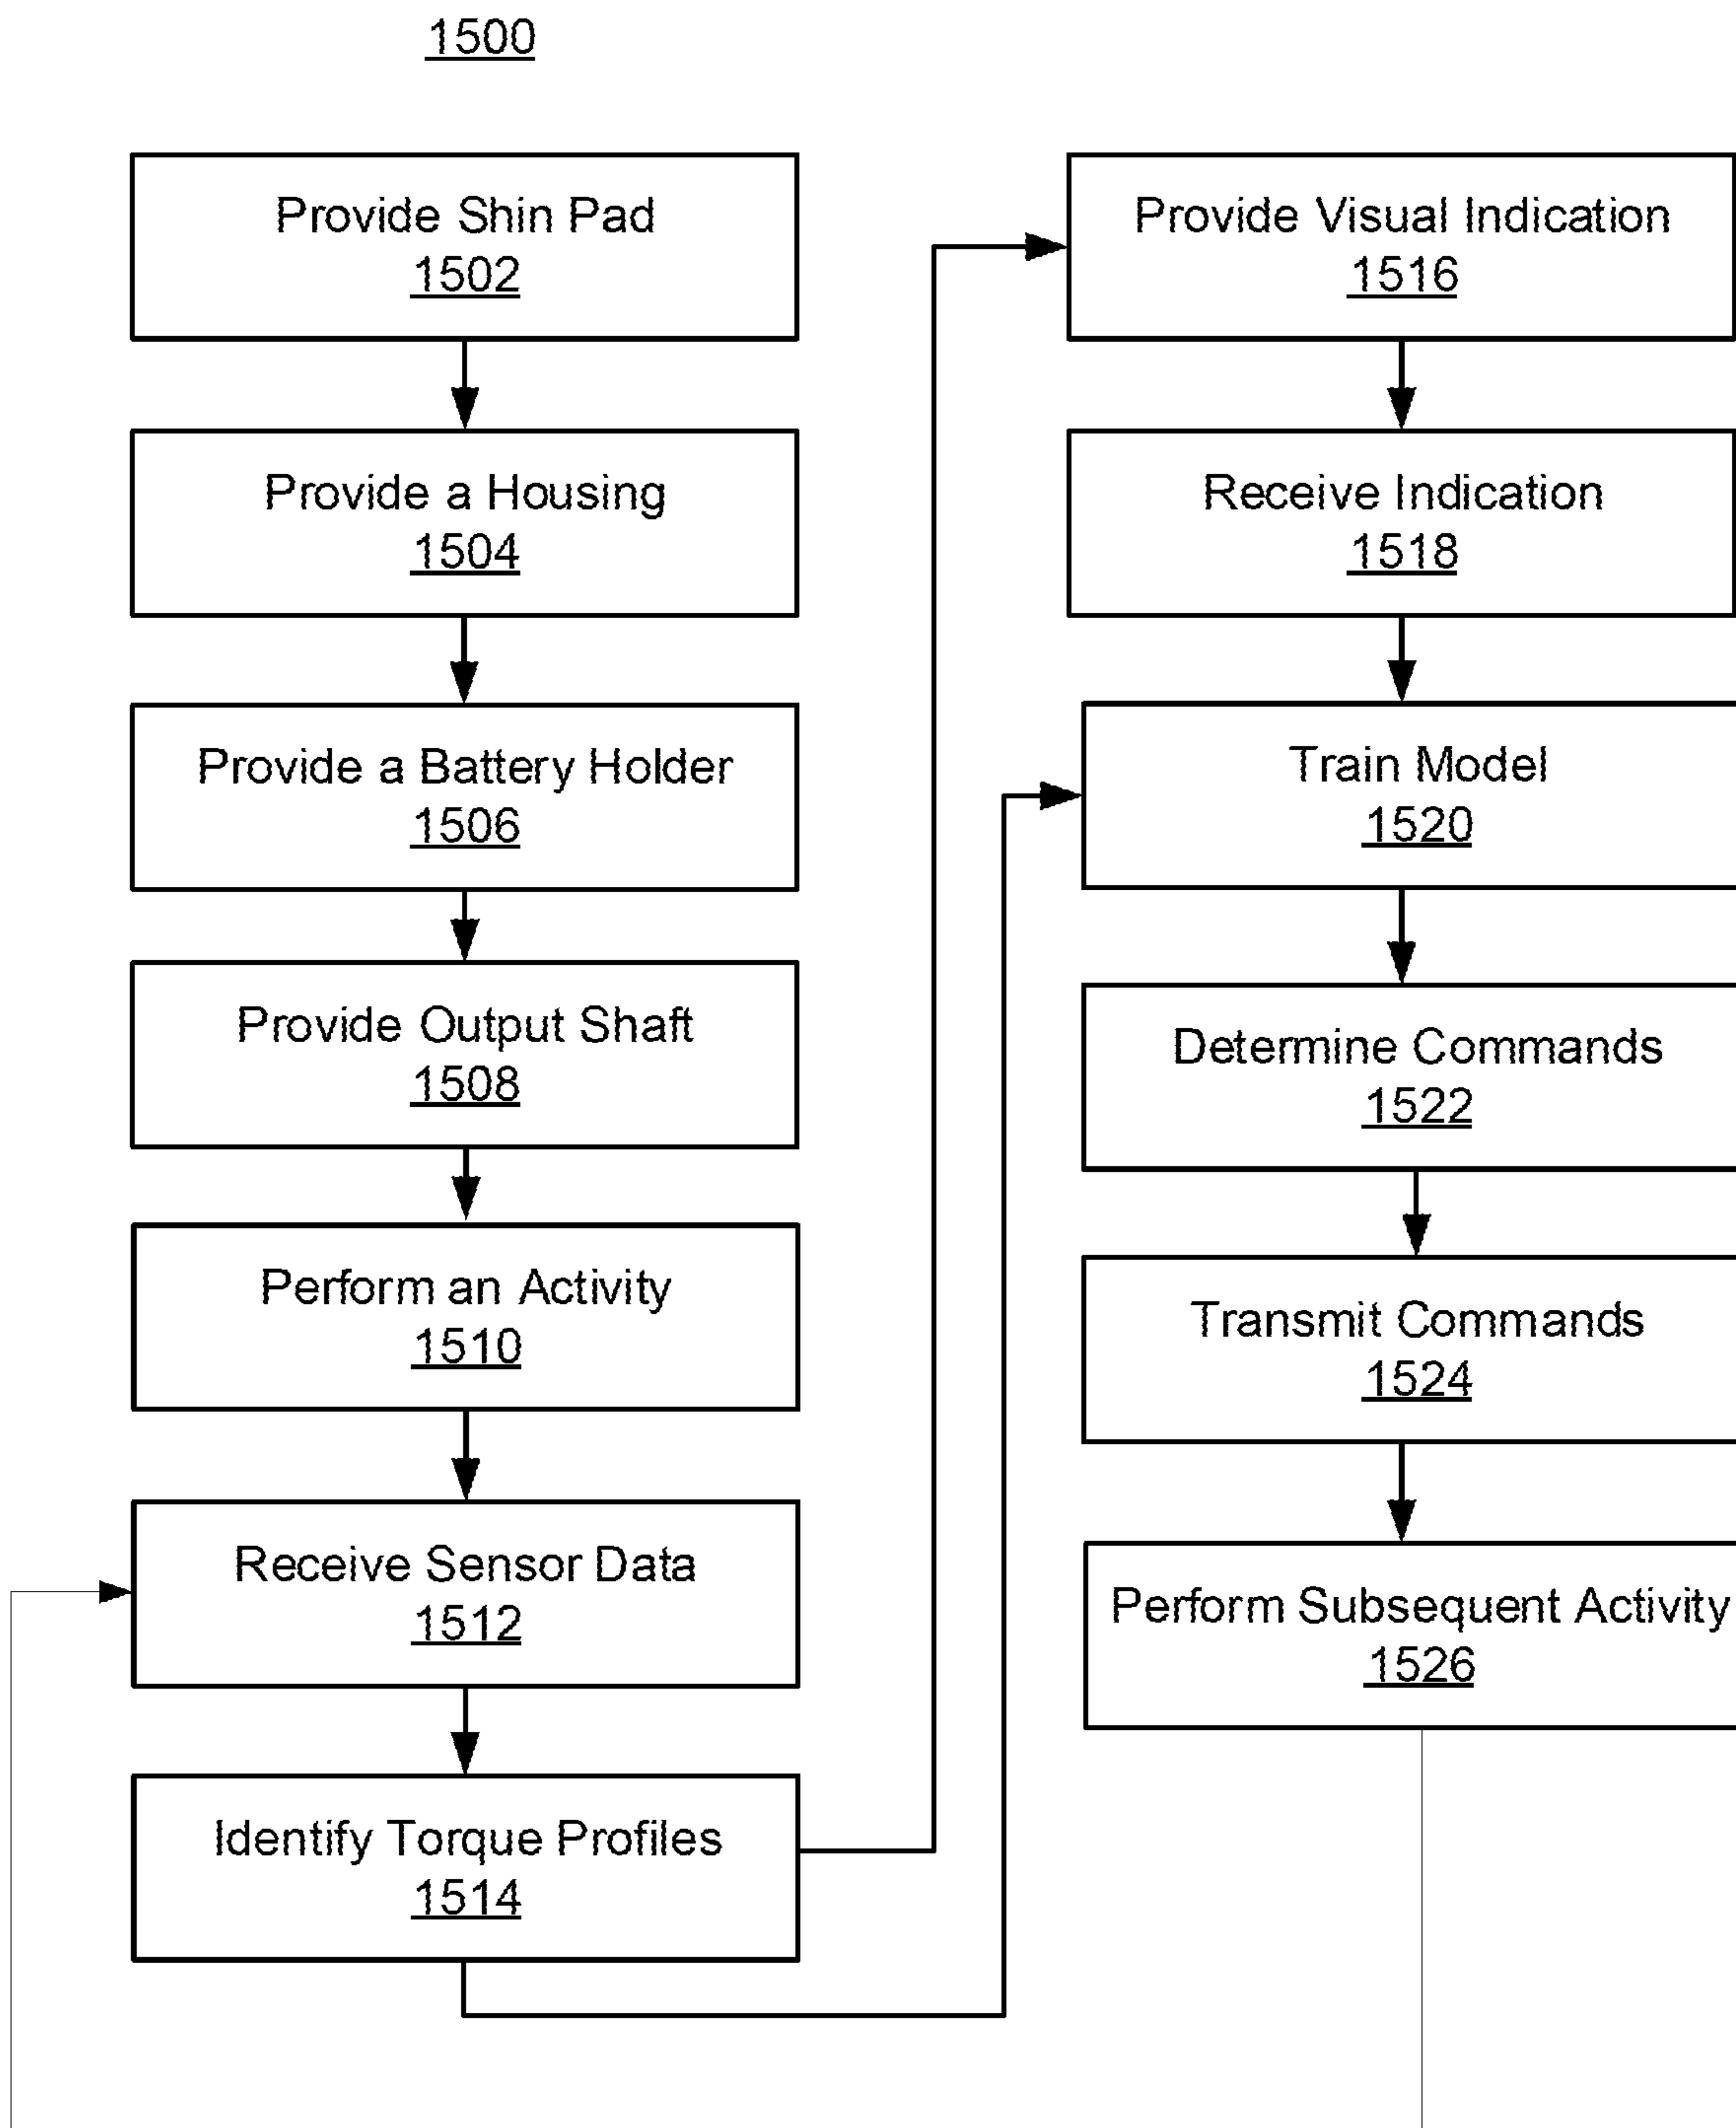 1500
Provide Shin Pad
1502
Provide a Housing
1504
Provide a Battery Holder
1506
Provide Output Shaft
1508
Perform an Activity
1510
Receive Sensor Data
1512
Identify Torque Profiles
1514
Provide Visual Indication
1516
Receive Indication
1518
Train Model
1520
Determine Commands
1522
Transmit Commands
1524
Perform Subsequent Activity
1526